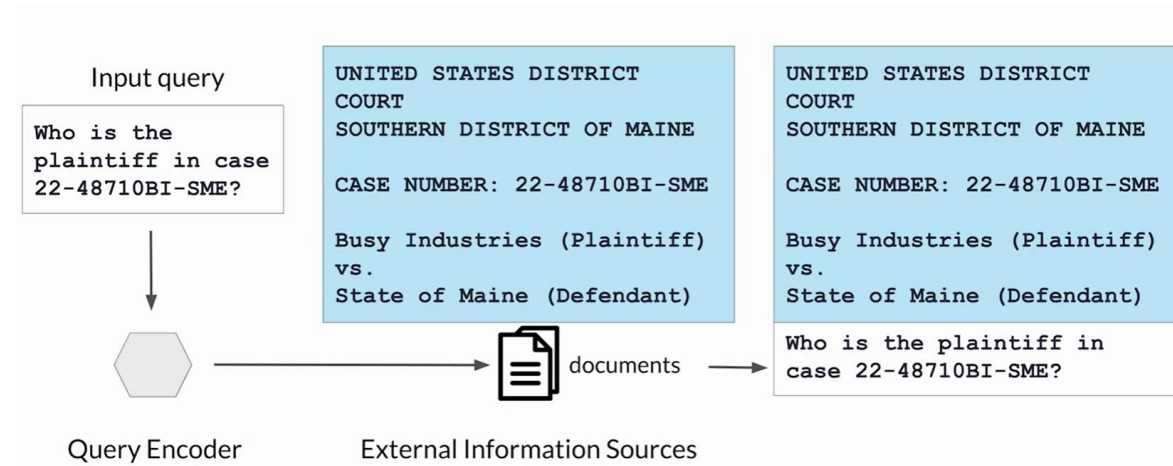 Input query
Who is the
plaintiff in case
22-48710BI-SME?
Query Encoder
UNITED STATES DISTRICT
COURT
SOUTHERN DISTRICT OF MAINE
CASE NUMBER: 22-48710BI-SME
Busy Industries (Plaintiff)
vs.
State of Maine (Defendant)
documents
External Information Sources
UNITED STATES DISTRICT
COURT
SOUTHERN DISTRICT OF MAINE
CASE NUMBER: 22-48710BI-SME
Busy Industries (Plaintiff)
vs.
State of Maine (Defendant)
Who is the plaintiff in
case 22-48710BI-SME?